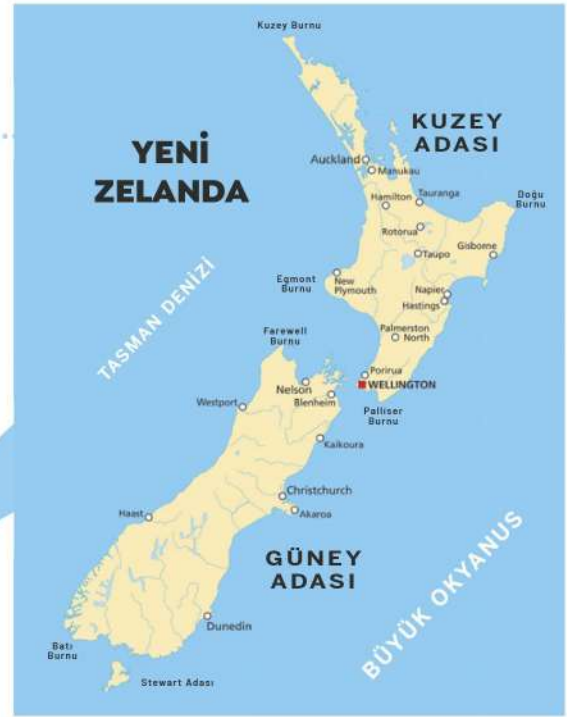 Kuzey Burnu
KUZEY
ADASI
YENİ
ZELANDA
Auckland
Manukau
Hamilton
Tauranga
Doğu
Burnu
Rotorua
Taupo
Gisborne
Egmont
Burnu
New
Plymouth
Napier
Hastings
TASMAN DENİZİ
Palmerston
North
Farewell
Burnu
Porirua
WELLINGTON
Nelson
Blenheim
Palliser
Burnu
Westport
Kaikoura
Christchurch
Akaroa
Haast
GÜNEY
ADASI
BÜYÜK OKYANUS
Dunedin
Batı
Burnu
Stewart Adası